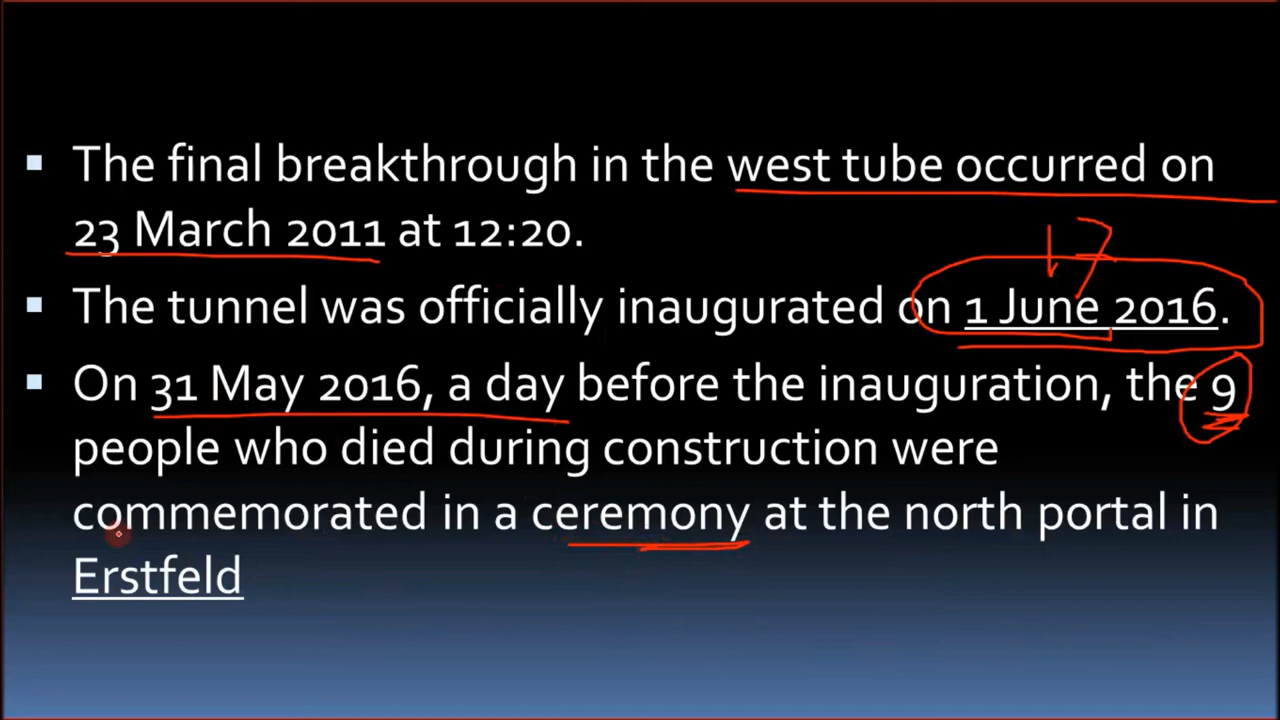 The final breakthrough in the west tube occurred on
23 March 2011 at 12:20.
17
The tunnel was officially inaugurated on 1 June 2016.
On 31 May 2016, a day before the inauguration, the 9
people who died during construction were
commemorated in a ceremony at the north portal in
Erstfeld